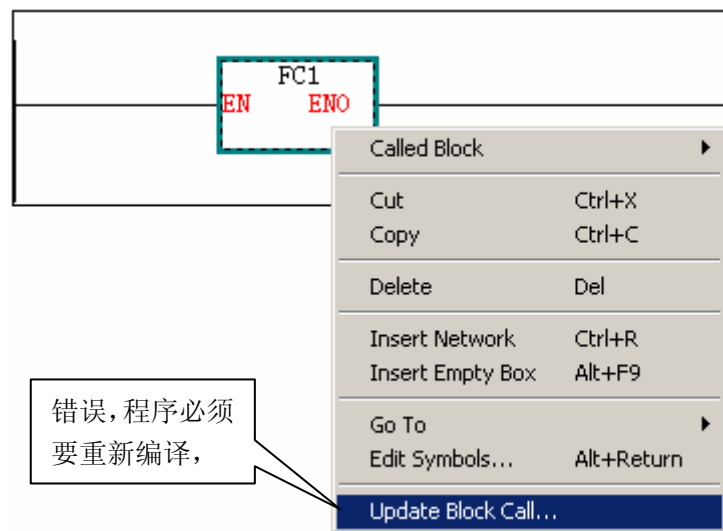 FC1
EN ENO
Called Block
Cut Ctrl+X
Copy Ctrl+C
Delete Del
Insert Network Ctrl+R
Insert Empty Box Alt+F9
Go To
Edit Symbols... Alt+Return
Update Block Call...
错误，程序必须
要重新编译，